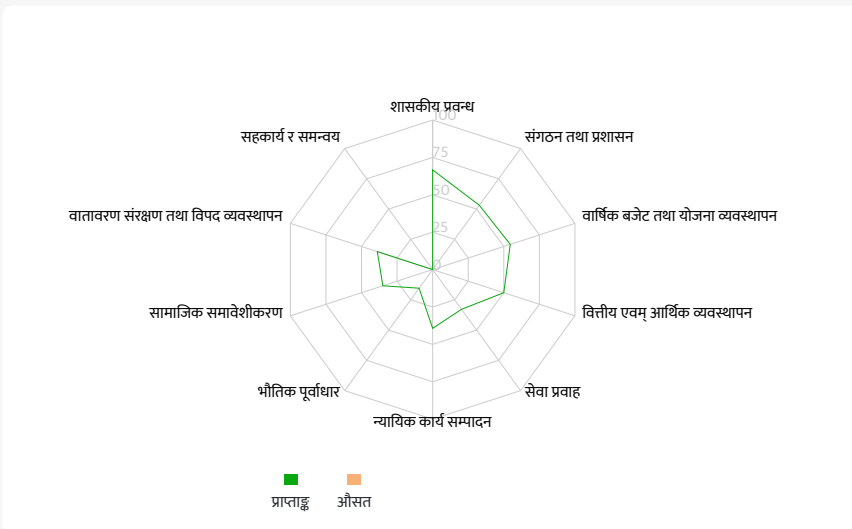 शासकीय प्रवन्ध
100
सहकार्य र समन्वय
संगठन तथा प्रशासन
75
50
वातावरण संरक्षण तथा विपद व्यवस्थापन
वार्षिक बजेट तथा योजना व्यवस्थापन
25
0
सामाजिक समावेशीकरण
वित्तीय एवम् आर्थिक व्यवस्थापन
भौतिक पूर्वाधार
सेवा प्रवाह
न्यायिक कार्य सम्पादन
प्राप्ताङ्क
औसत